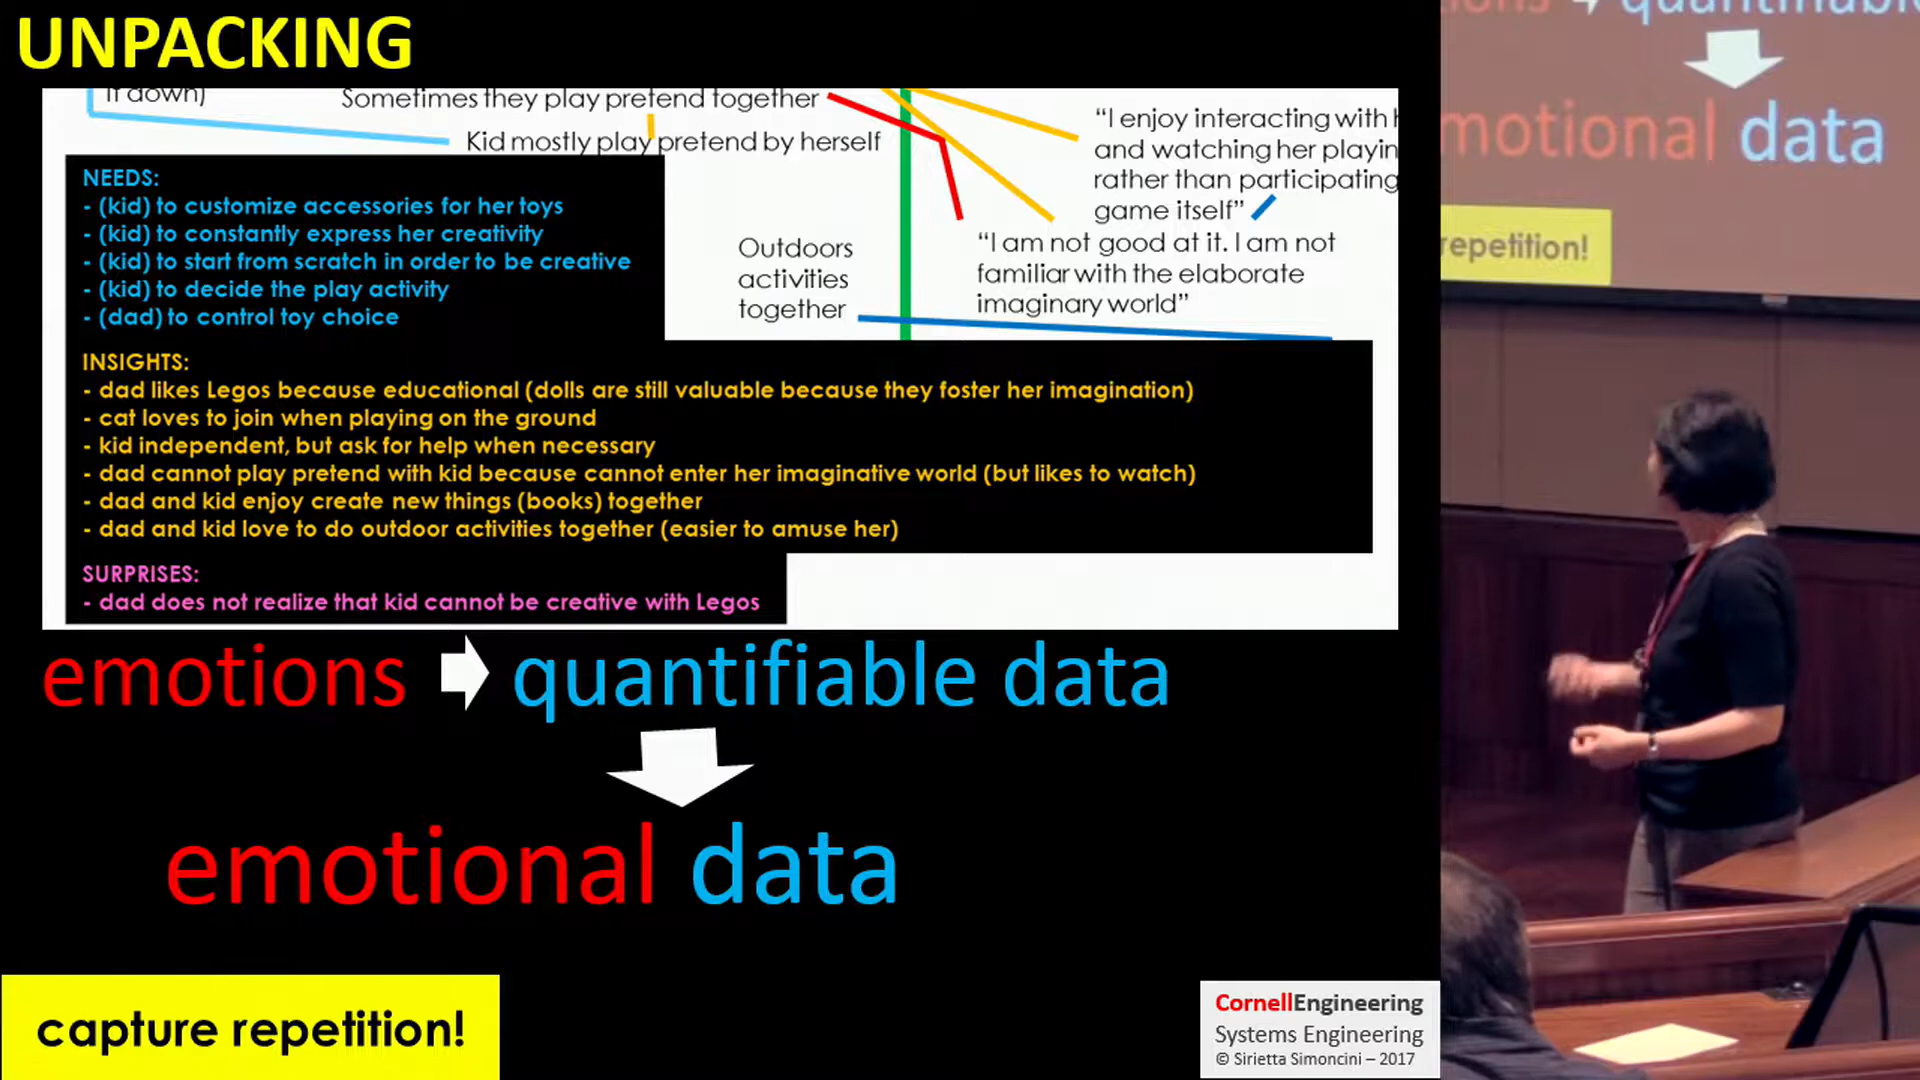 UNPACKING
it down)
Sometimes they play pretend together
Kid mostly play pretend by herself
"I enjoy interacting with
and watching her playin
rather than participating
game itself"
Outdoors
activities
together
"I am not good at it. I am not
familiar with the elaborate
imaginary world"
NEEDS:
- (kid) to customize accessories for her toys
- (kid) to constantly express her creativity
- (kid) to start from scratch in order to be creative
- (kid) to decide the play activity
- (dad) to control toy choice
INSIGHTS:
- dad likes Legos because educational (dolls are still valuable because they foster her imagination)
- cat loves to join when playing on the ground
- kid independent, but ask for help when necessary
- dad cannot play pretend with kid because cannot enter her imaginative world (but likes to watch)
- dad and kid enjoy create new things (books) together
- dad and kid love to do outdoor activities together (easier to amuse her)
SURPRISES:
- dad does not realize that kid cannot be creative with Legos
emotions quantifiable data
emotional data
capture repetition!
CornellEngineering
Systems Engineering
© Sirietta Simoncini – 2017
ions quantifiable
motional data
repetition!